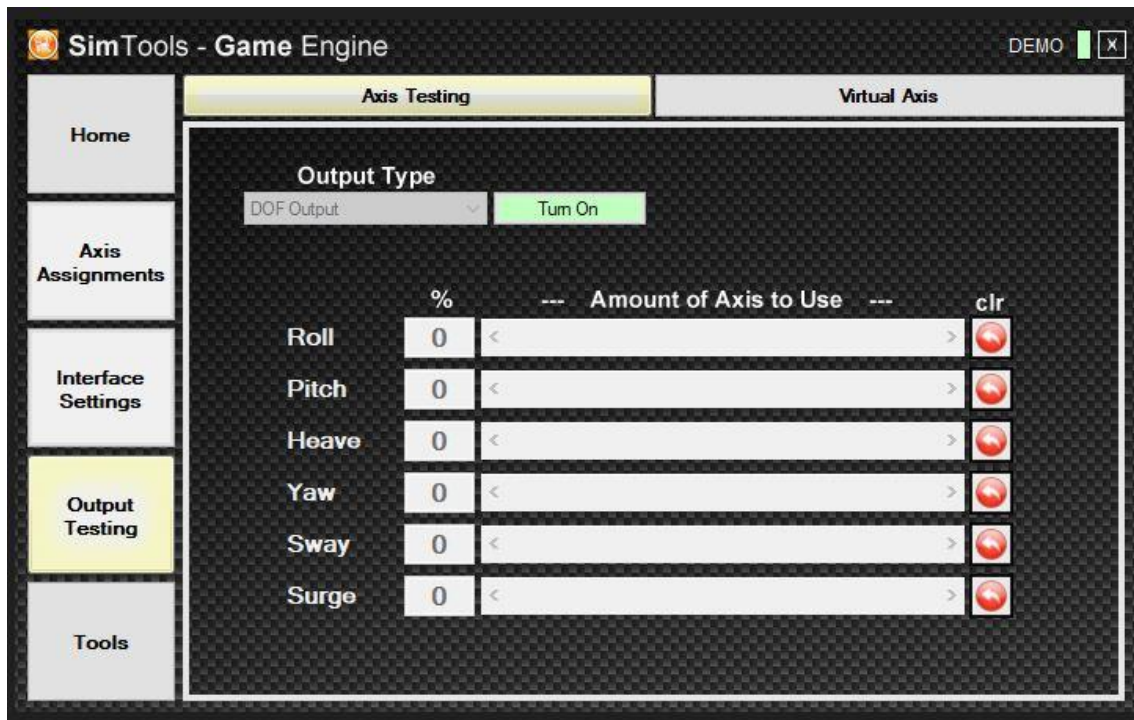 SimTools - Game Engine
DEMO
X
Home
Axis
Assignments
Interface
Settings
Output
Testing
Tools
Axis Testing
Virtual Axis
Output Type
DOF Output
Turn On
% --- Amount of Axis to Use --- clr
Roll 0 < >
Pitch 0 < >
Heave 0 < >
Yaw 0 < >
Sway 0 < >
Surge 0 < >